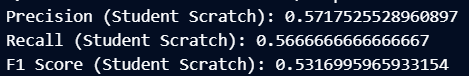 Precision (Student Scratch): 0.5717525528960897
Recall (Student Scratch): 0.5666666666666667
F1 Score (Student Scratch): 0.5316995965933154